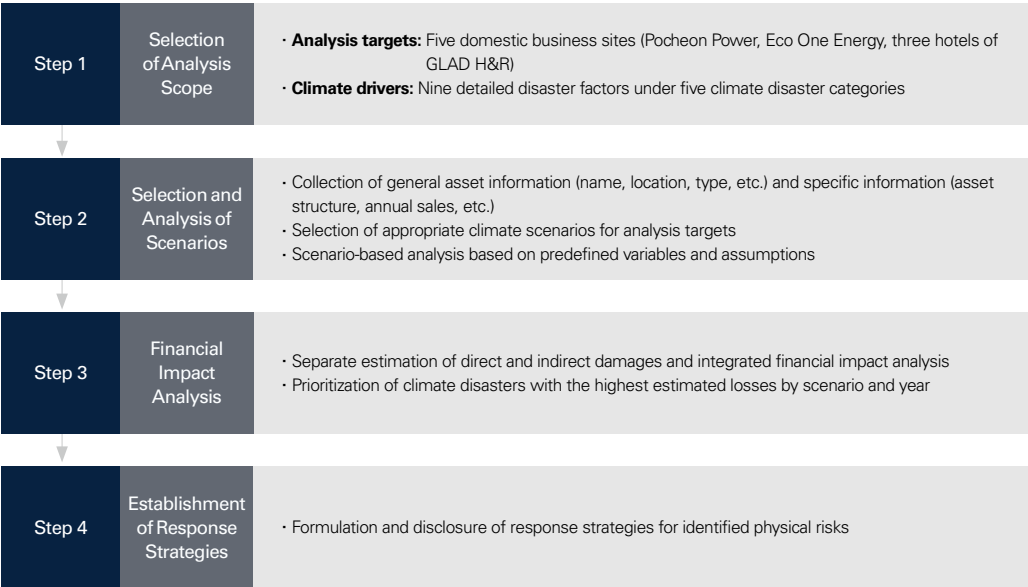 Step 1
Selection
of Analysis
Scope
· Analysis targets: Five domestic business sites (Pocheon Power, Eco One Energy, three hotels of
GLAD H&R)
· Climate drivers: Nine detailed disaster factors under five climate disaster categories
Step 2
Selection and
Analysis of
Scenarios
· Collection of general asset information (name, location, type, etc.) and specific information (asset
structure, annual sales, etc.)
· Selection of appropriate climate scenarios for analysis targets
· Scenario-based analysis based on predefined variables and assumptions
Step 3
Financial
Impact
Analysis
· Separate estimation of direct and indirect damages and integrated financial impact analysis
· Prioritization of climate disasters with the highest estimated losses by scenario and year
Step 4
Establishment
of Response
Strategies
· Formulation and disclosure of response strategies for identified physical risks